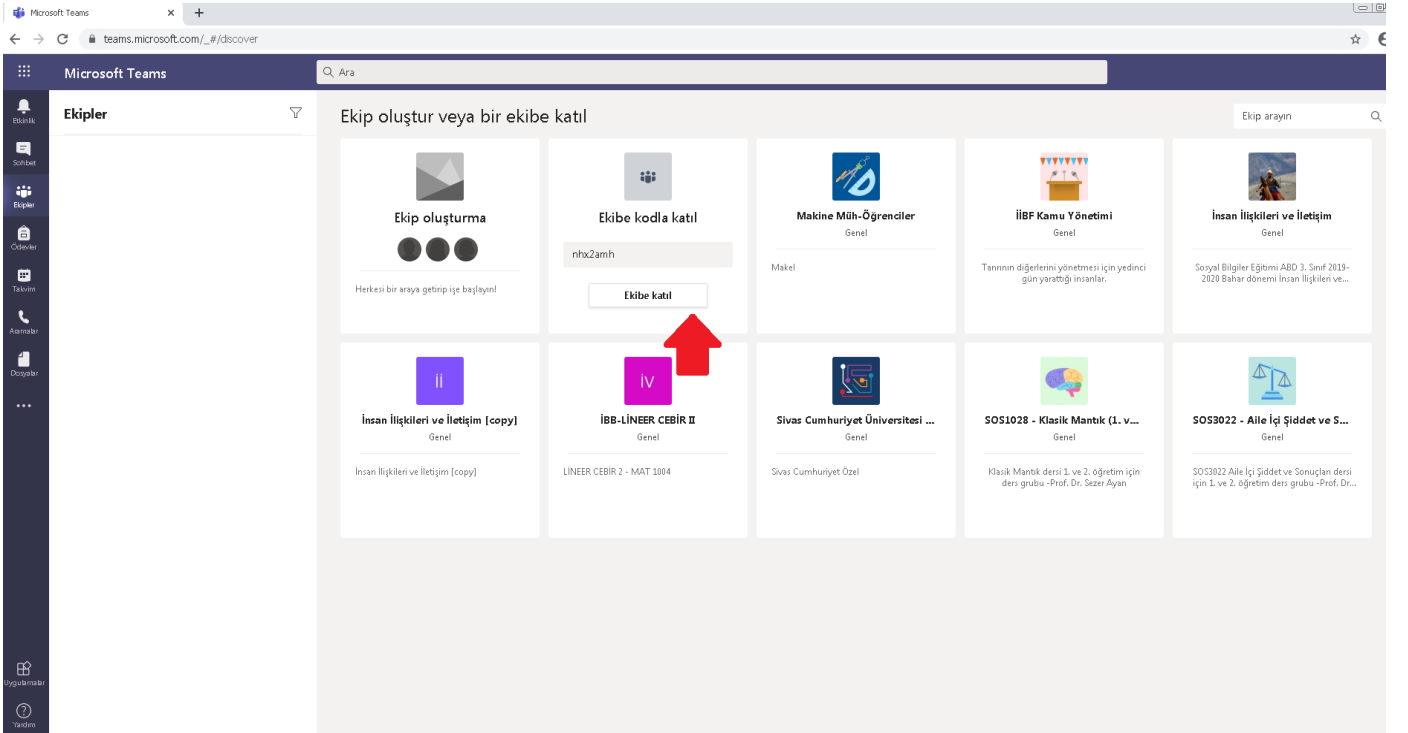 Microsoft Teams
teams.microsoft.com/_#/discover
Microsoft Teams
Ara
Etkinlik
Sohbet
Ekipler
Ödevler
Takvim
Aramalar
Dosyalar
Uygulamalar
Yardım
Ekipler
Ekip oluştur veya bir ekibe katıl
Ekip arayın
Ekip oluşturma
Herkesi bir araya getirip işe başlayın!
Ekibe kodla katıl
nhx2amh
Ekibe katıl
Makine Müh-Öğrenciler
Genel
Makel
İİBF Kamu Yönetimi
Genel
Tanrının diğerlerini yönetmesi için yedinci
gün yarattığı insanlar.
İnsan İlişkileri ve İletişim
Genel
Sosyal Bilgiler Eğitimi ABD 3. Sınıf 2019-
2020 Bahar dönemi İnsan İlişkileri ve...
ii
İnsan İlişkileri ve İletişim [copy]
Genel
İnsan İlişkileri ve İletişim [copy]
iV
İBB-LİNEER CEBİR II
Genel
LİNEER CEBİR 2 - MAT 1004
Sivas Cumhuriyet Üniversitesi ...
Genel
Sivas Cumhuriyet Özel
SOS1028 - Klasik Mantık (1. v...
Genel
Klasik Mantık dersi 1. ve 2. öğretim için
ders grubu -Prof. Dr. Sezer Ayan
SOS3022 - Aile İçi Şiddet ve S...
Genel
SOS3022 Aile İçi Şiddet ve Sonuçları dersi
için 1. ve 2. öğretim ders grubu -Prof. Dr...